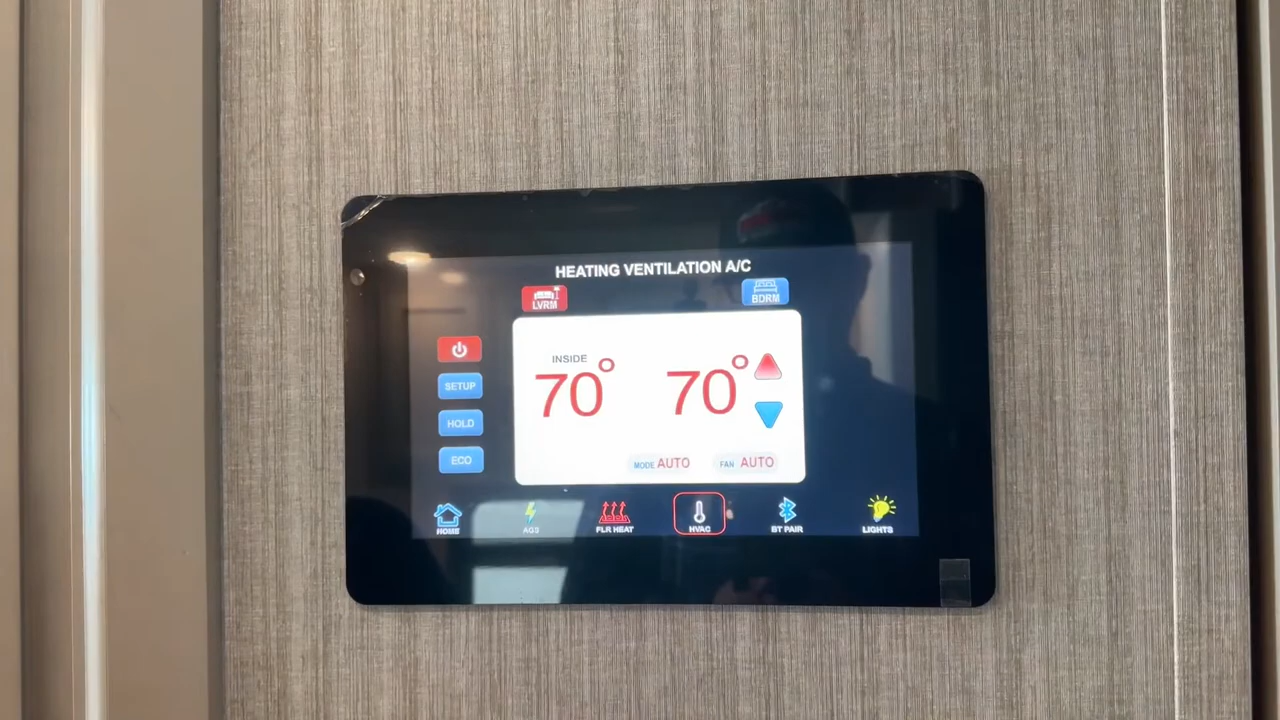 HEATING VENTILATION A/C
LVRM
BDRM
INSIDE
70° 70°
SETUP
HOLD
ECO
MODE AUTO FAN AUTO
HOME AGS FLR HEAT HVAC BT PAIR LIGHTS